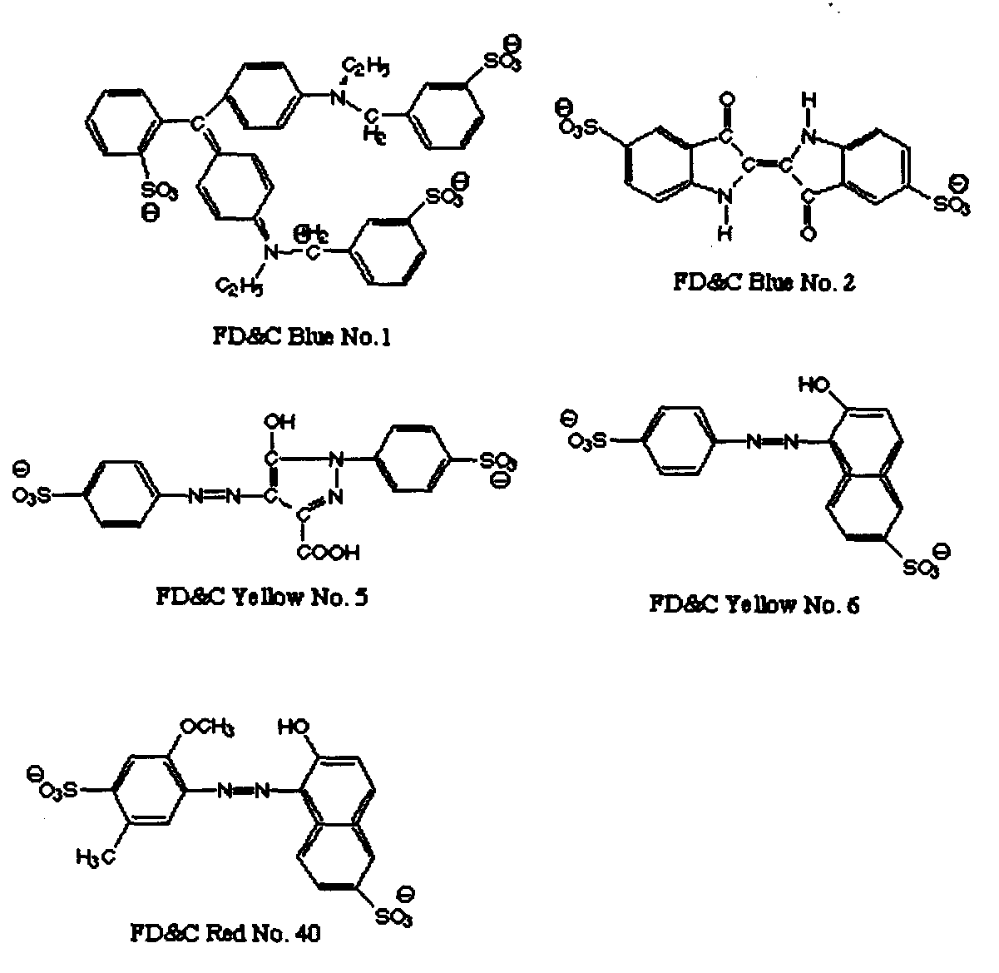 C2H5
SO3 ⊖
N
C
C
H2
SO3
⊖
SO3 ⊖
⊕ H2
N
C
C2H5
FD&C Blue No. 1
O
H
⊖
O3S
C
N
C
C
N
C
SO3 ⊖
H
O
FD&C Blue No. 2
OH
C
N
SO3
⊖
⊖
O3S
N
N
C
N
C
COOH
FD&C Yellow No. 5
HO
⊖
O3S
N
N
SO3 ⊖
FD&C Yellow No. 6
OCH3
HO
⊖
O3S
N
N
H3C
SO3 ⊖
FD&C Red No. 40